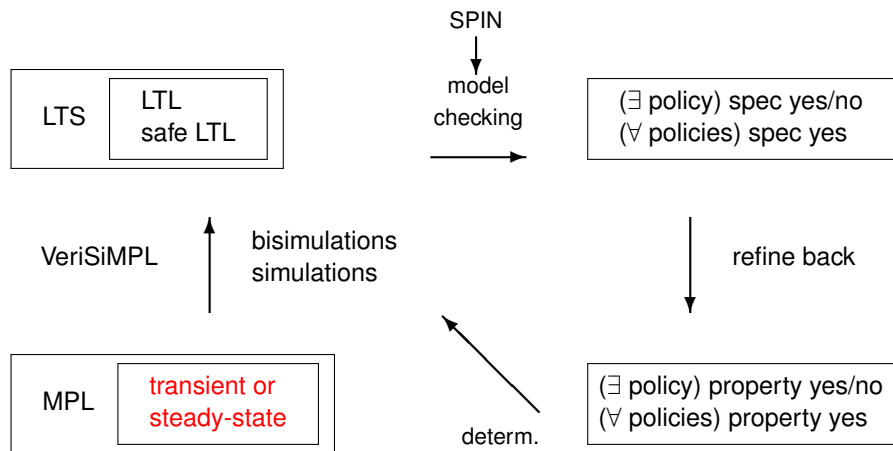 SPIN
LTS
LTL
safe LTL
model
checking
(∃ policy) spec yes/no
(∀ policies) spec yes
VeriSiMPL
bisimulations
simulations
refine back
MPL
transient or
steady-state
determ.
(∃ policy) property yes/no
(∀ policies) property yes